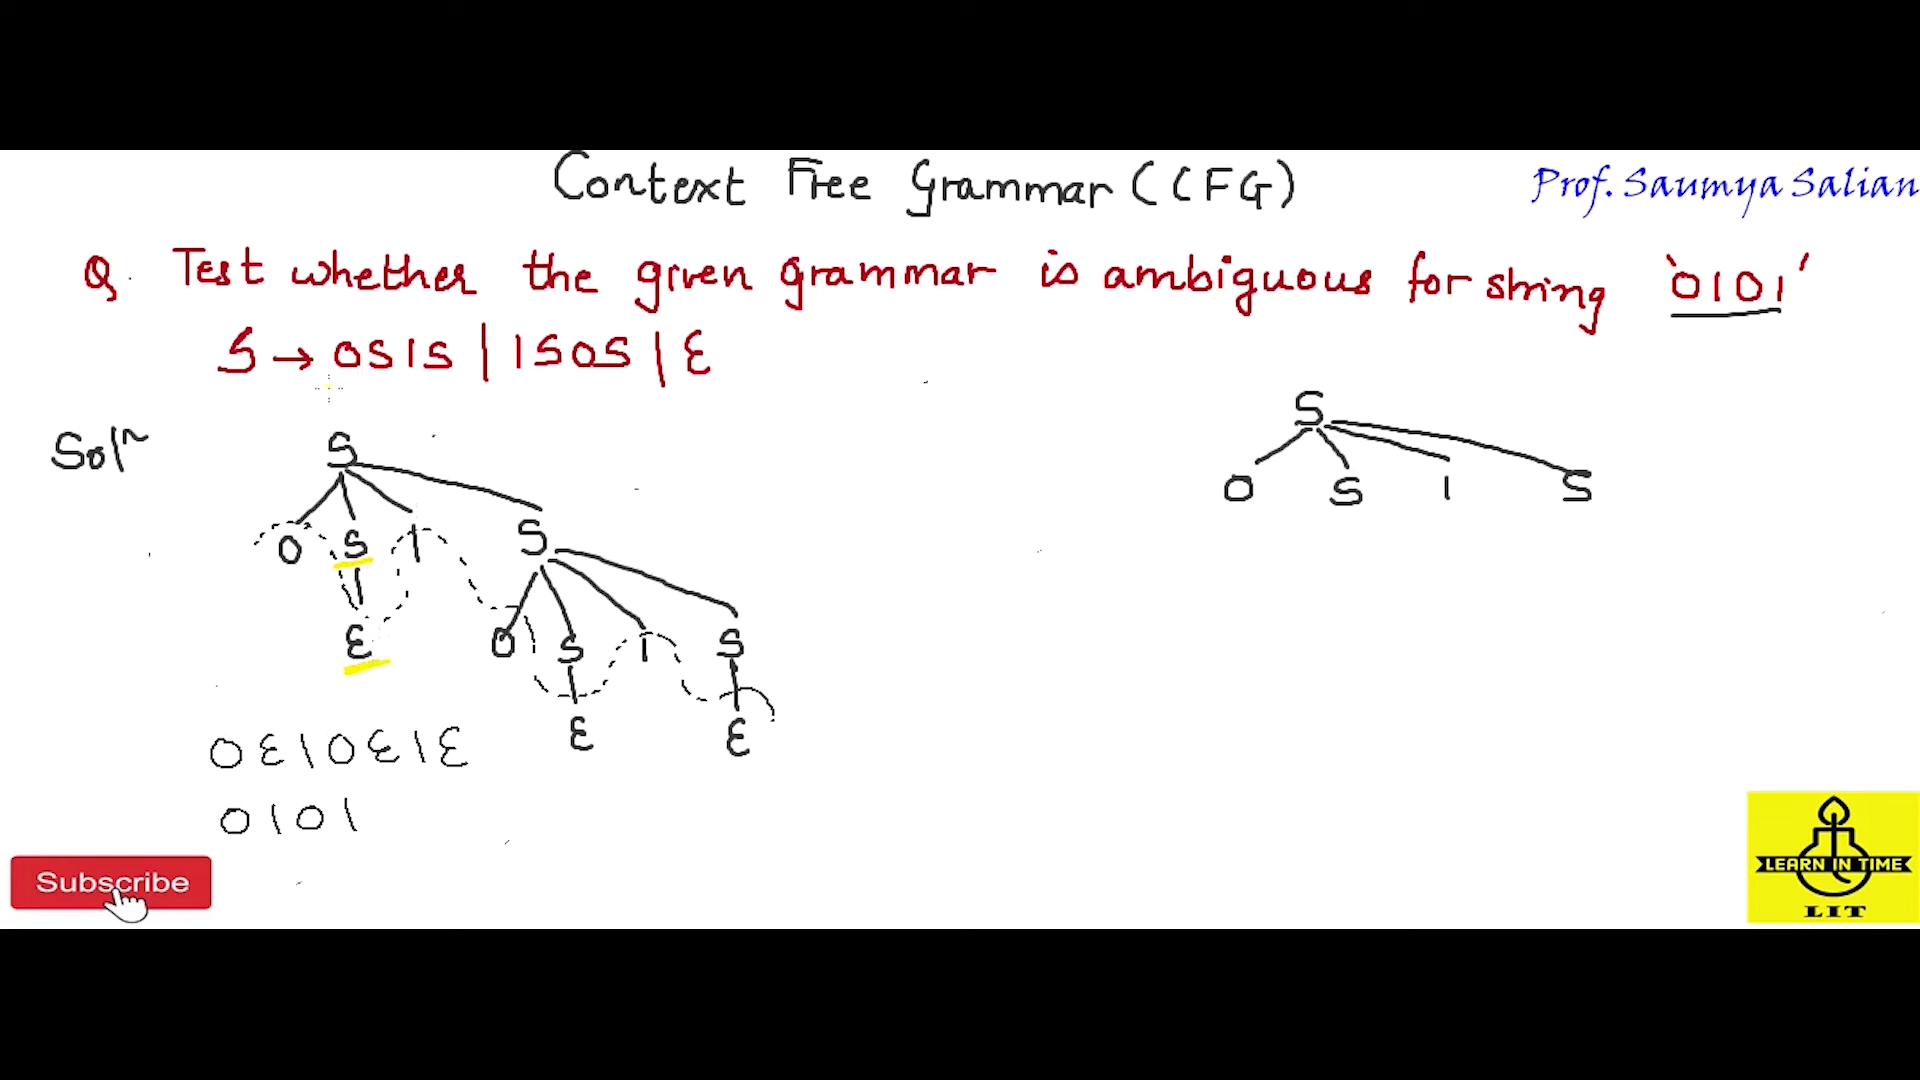 Context Free Grammar (CFG)
Prof. Saumya Salian
Q. Test whether the given grammar is ambiguous for string '0101'
S → 0S1S | 1S0S | ε
Solⁿ
S
0 S 1 S
ε 0 S 1 S
ε ε
0ε10ε1ε
0101
S
0 S 1 S
Subscribe
LEARN IN TIME
LIT